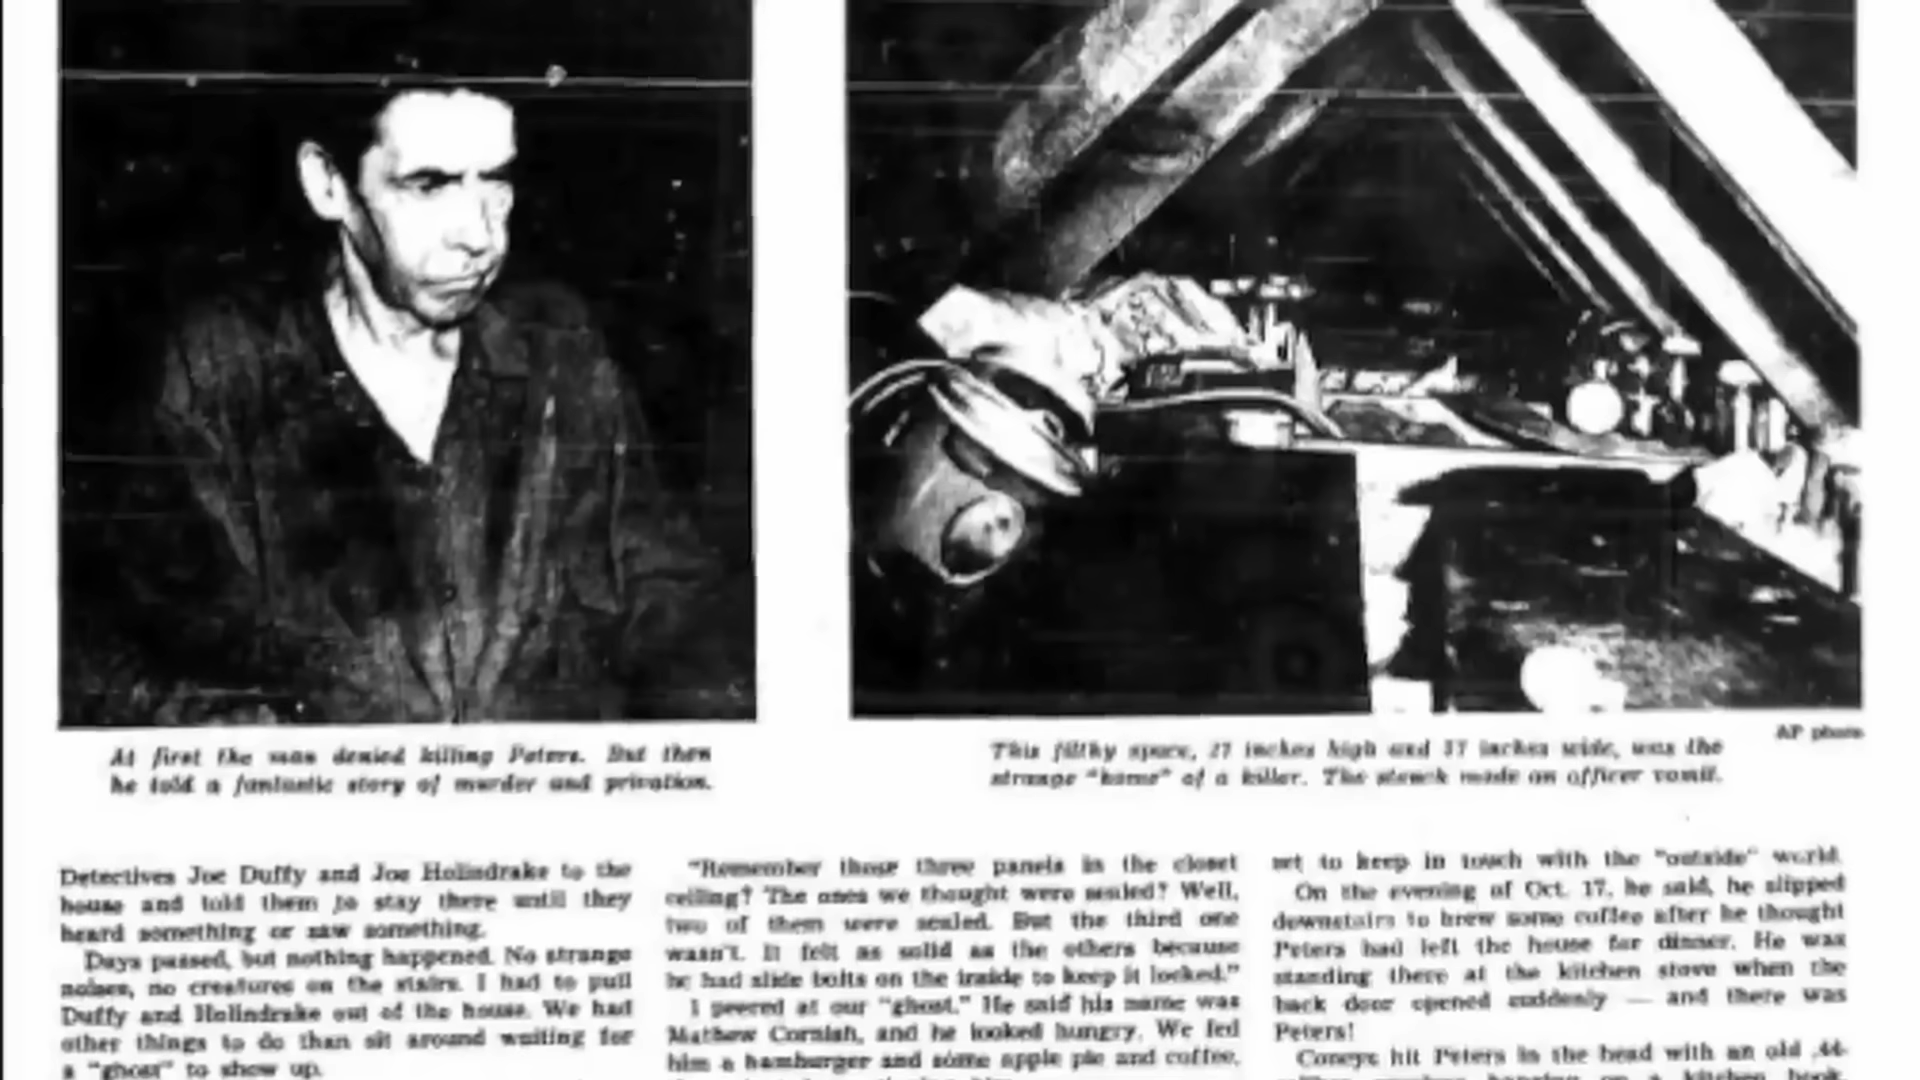 At first the man denied killing Peters. But then
he told a fantastic story of murder and privation.
AP photo
This filthy space, 27 inches high and 57 inches wide, was the
strange "home" of a killer. The stench made an officer vomit.
Detectives Joe Duffy and Joe Holindrake to the
house and told them to stay there until they
heard something or saw something.
Days passed, but nothing happened. No strange
noises, no creatures on the stairs. I had to pull
Duffy and Holindrake out of the house. We had
other things to do than sit around waiting for
a "ghost" to show up.
"Remember those three panels in the closet
ceiling? The ones we thought were sealed? Well,
two of them were sealed. But the third one
wasn't. It felt as solid as the others because
he had slide bolts on the inside to keep it locked."
I peered at our "ghost." He said his name was
Mathew Cornish, and he looked hungry. We fed
him a hamburger and some apple pie and coffee,
set to keep in touch with the "outside" world.
On the evening of Oct. 17, he said, he slipped
downstairs to brew some coffee after he thought
Peters had left the house for dinner. He was
standing there at the kitchen stove when the
back door opened suddenly — and there was
Peters!
Coneys hit Peters in the head with an old .44-